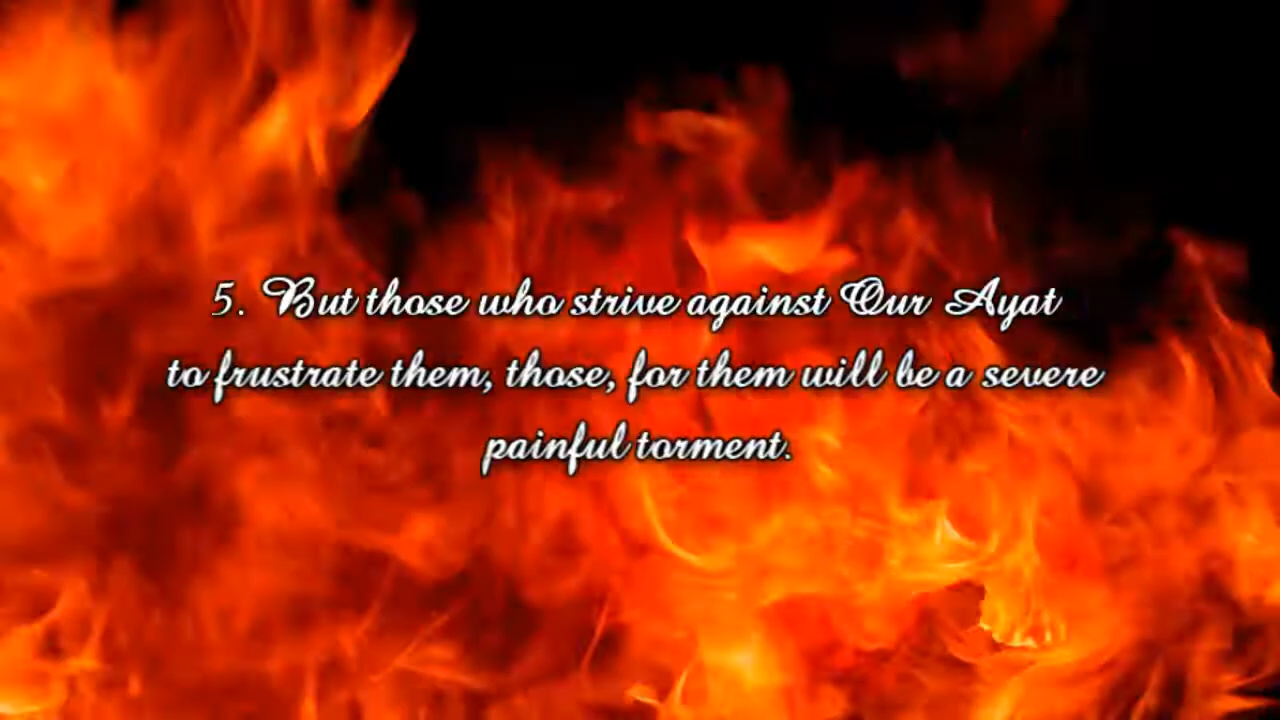 5. But those who strive against Our Ayat
to frustrate them, those, for them will be a severe
painful torment.